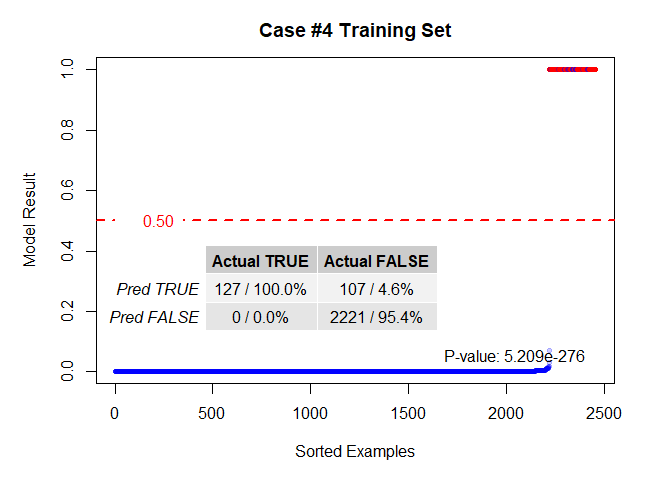 Case #4 Training Set
Model Result
1.0
0.8
0.6
0.4
0.2
0.0
0.50
Actual TRUE Actual FALSE
Pred TRUE 127 / 100.0% 107 / 4.6%
Pred FALSE 0 / 0.0% 2221 / 95.4%
P-value: 5.209e-276
0 500 1000 1500 2000 2500
Sorted Examples